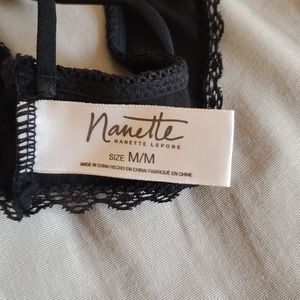 Nanette
NANETTE LEPORE
SIZE M/M
MADE IN CHINA HECHO EN CHINA FABRIQUÉ EN CHINE